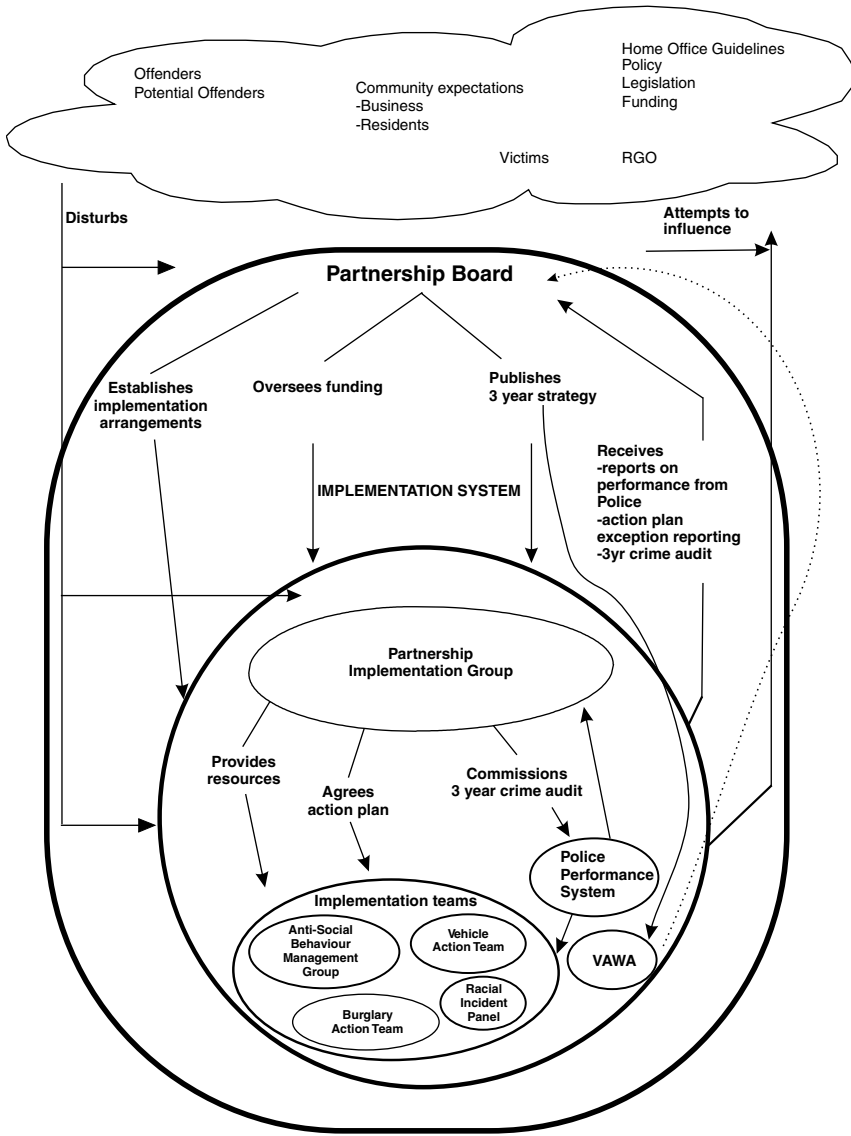 Offenders
Potential Offenders
Community expectations
-Business
-Residents
Home Office Guidelines
Policy
Legislation
Funding
Victims
RGO
Disturbs
Attempts to
influence
Partnership Board
Establishes
implementation
arrangements
Oversees funding
Publishes
3 year strategy
Receives
-reports on
performance from
Police
-action plan
exception reporting
-3yr crime audit
IMPLEMENTATION SYSTEM
Partnership
Implementation Group
Provides
resources
Agrees
action plan
Commissions
3 year crime audit
Police
Performance
System
Implementation teams
Anti-Social
Behaviour
Management
Group
Vehicle
Action Team
Racial
Incident
Panel
Burglary
Action Team
VAWA